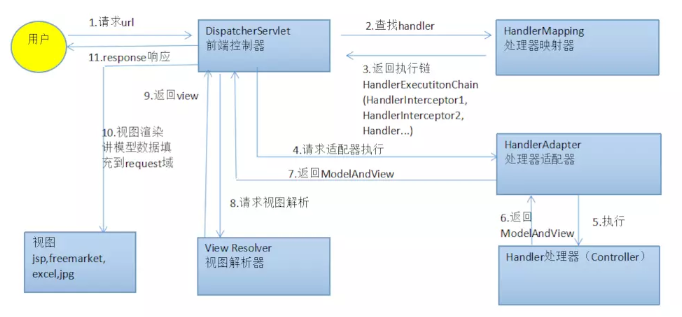 用户
1.请求url
11.response响应
DispatcherServlet
前端控制器
2.查找handler
3.返回执行链
HandlerExecutitonChain
(HandlerInterceptor1,
HandlerInterceptor2,
Handler...)
HandlerMapping
处理器映射器
9.返回view
10.视图渲染
讲模型数据填
充到request域
4.请求适配器执行
7.返回ModelAndView
HandlerAdapter
处理器适配器
8.请求视图解析
6.返回
ModelAndView
5.执行
视图
jsp,freemarket,
excel,jpg
View Resolver
视图解析器
Handler处理器（Controller）